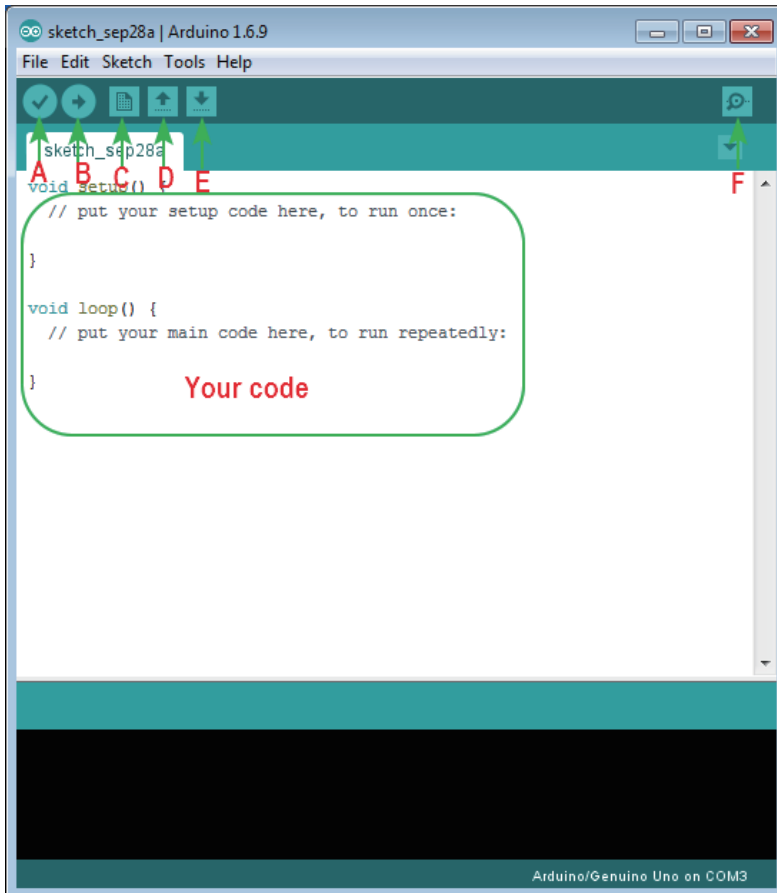 sketch_sep28a | Arduino 1.6.9
File Edit Sketch Tools Help
sketch_sep28a
A B C D E F
void setup() {
// put your setup code here, to run once:
}
void loop() {
// put your main code here, to run repeatedly:
}
Your code
Arduino/Genuino Uno on COM3